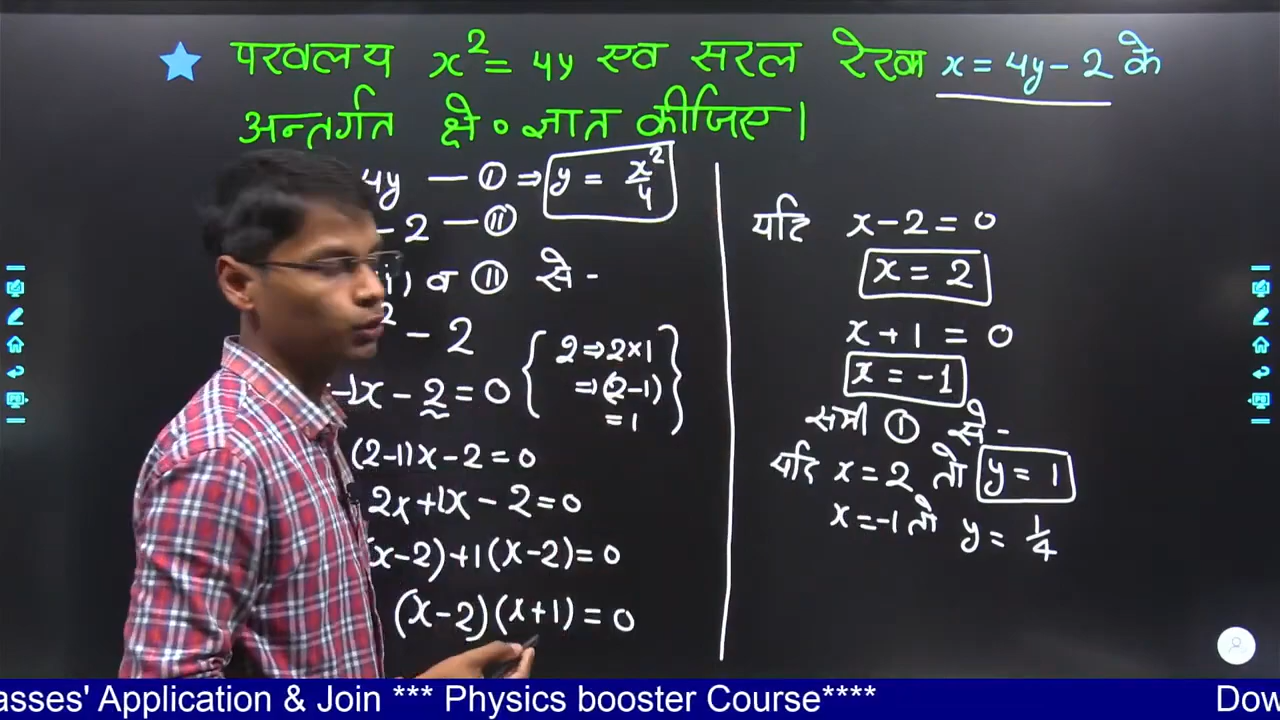 परवलय x² = 4y एव सरल रेखा x = 4y - 2 के
अन्तर्गत क्षे० ज्ञात कीजिए।
4y — ① ⇒ y = x²/4
- 2 — ⑪
i) व ⑪ से -
² - 2
-1x - 2 = 0
{ 2 ⇒ 2×1
⇒ (2-1)
= 1 }
(2-1)x - 2 = 0
2x + 1x - 2 = 0
(x-2) + 1(x-2) = 0
(x-2)(x+1) = 0
यदि x - 2 = 0
x = 2
x + 1 = 0
x = -1
समी ① से -
यदि x = 2 तो y = 1
x = -1 तो y = 1/4
asses' Application & Join *** Physics booster Course**** Dow